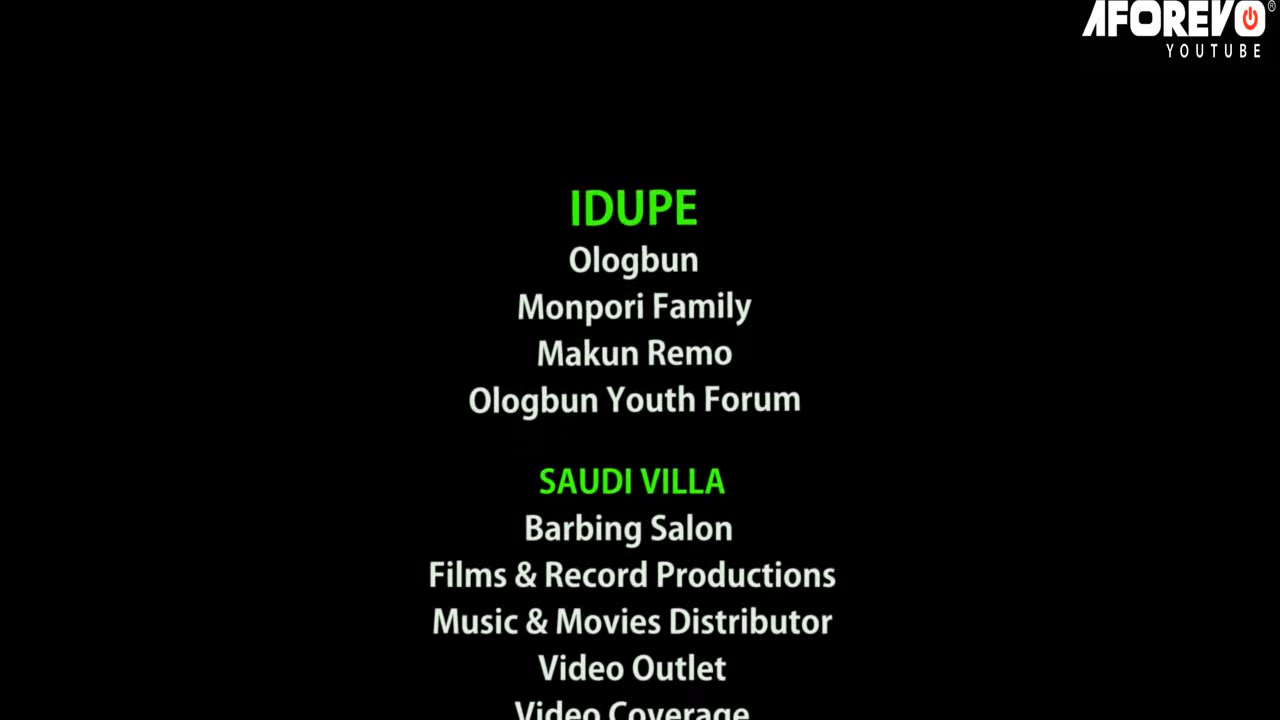 AFOREVO®
YOUTUBE
IDUPE
Ologbun
Monpori Family
Makun Remo
Ologbun Youth Forum
SAUDI VILLA
Barbing Salon
Films & Record Productions
Music & Movies Distributor
Video Outlet
Video Coverage